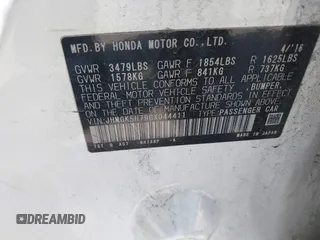 MFD. BY HONDA MOTOR CO., LTD. 4/'16
GVWR 3479LBS GAWR F 1854LBS R 1625LBS
GVWR 1578KG GAWR F 841KG R 737KG
THIS VEHICLE CONFORMS TO ALL APPLICABLE
FEDERAL MOTOR VEHICLE SAFETY, BUMPER,
AND THEFT PREVENTION STANDARDS IN EFFECT
ON THE DATE OF MANUFACTURE SHOWN ABOVE.
V.I.N. TYPE: PASSENGER CAR
MADE IN JAPAN
DREAMBID